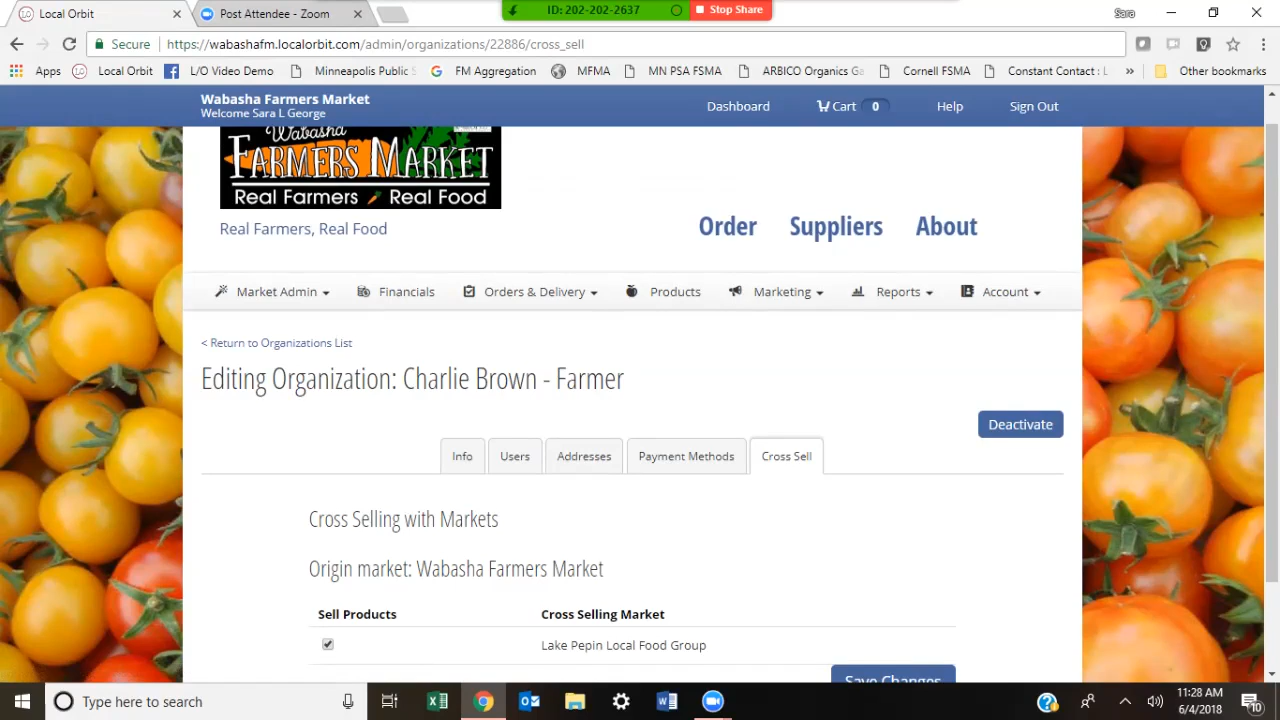 Local Orbit
Post Attendee - Zoom
ID: 202-202-2637
Stop Share
Sara
Secure
https://wabashafm.localorbit.com/admin/organizations/22886/cross_sell
Apps
Local Orbit
L/O Video Demo
Minneapolis Public S
FM Aggregation
MFMA
MN PSA FSMA
ARBICO Organics Ga
Cornell FSMA
Constant Contact : L
»
Other bookmarks
Wabasha Farmers Market
Welcome Sara L George
Dashboard
Cart 0
Help
Sign Out
Wabasha
FARMERS MARKET
Real Farmers Real Food
Real Farmers, Real Food
Order
Suppliers
About
Market Admin
Financials
Orders & Delivery
Products
Marketing
Reports
Account
< Return to Organizations List
Editing Organization: Charlie Brown - Farmer
Deactivate
Info
Users
Addresses
Payment Methods
Cross Sell
Cross Selling with Markets
Origin market: Wabasha Farmers Market
Sell Products
Cross Selling Market
Lake Pepin Local Food Group
Save Changes
Type here to search
11:28 AM
6/4/2018
10